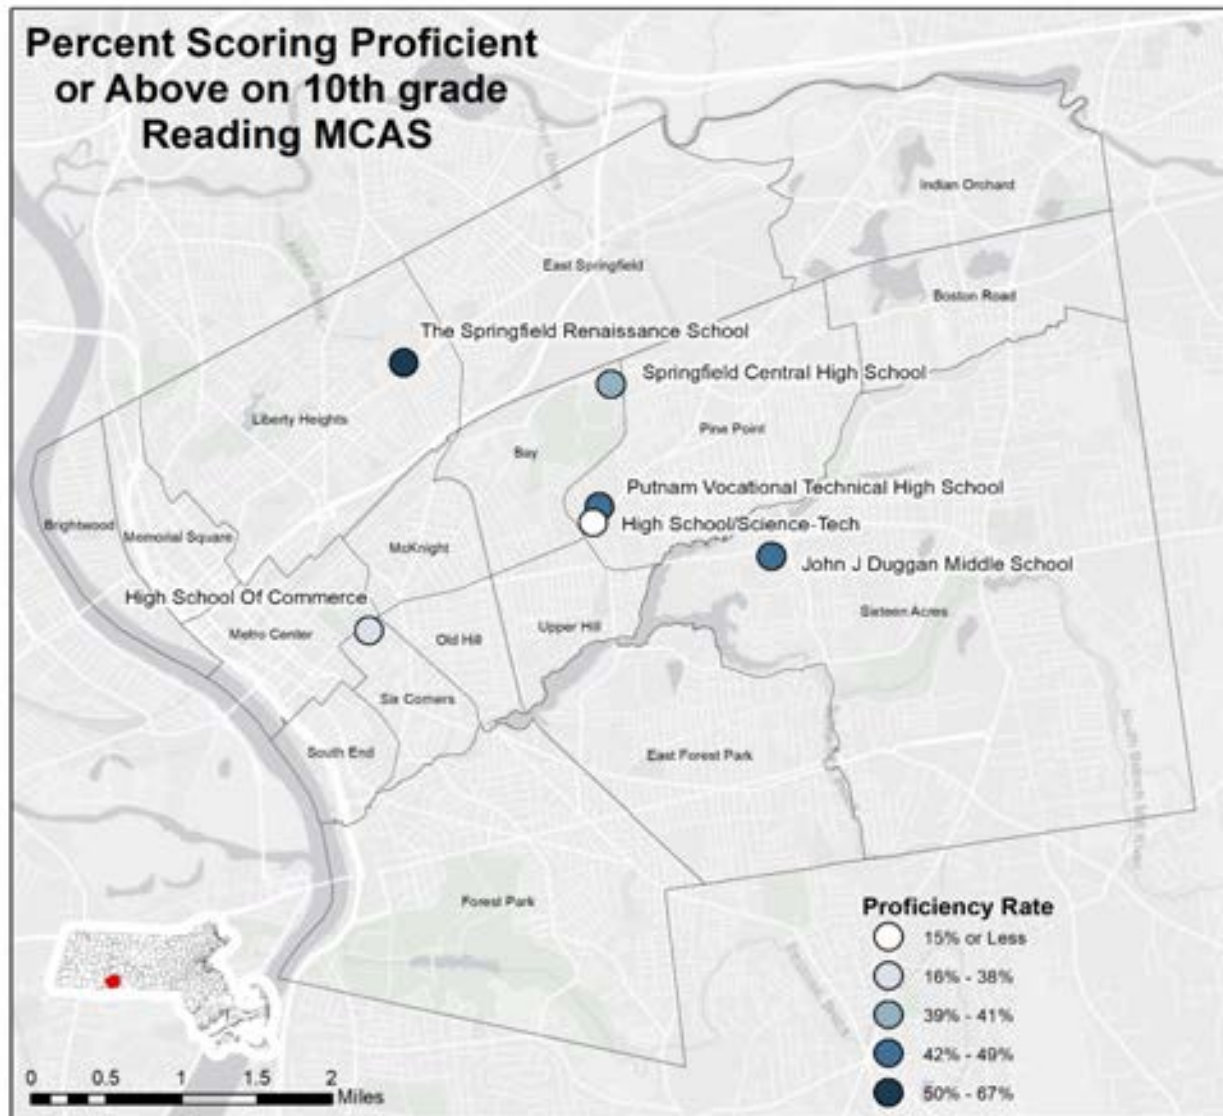 Percent Scoring Proficient
or Above on 10th grade
Reading MCAS
Indian Orchard
East Springfield
Boston Road
The Springfield Renaissance School
Springfield Central High School
Liberty Heights
Pine Point
Bay
Putnam Vocational Technical High School
High School/Science-Tech
Brightwood
Memorial Square
McKnight
John J Duggan Middle School
High School Of Commerce
Sixteen Acres
Metro Center
Old Hill
Upper Hill
Six Corners
South End
East Forest Park
Forest Park
Proficiency Rate
15% or Less
16% - 38%
39% - 41%
42% - 49%
50% - 67%
0 0.5 1 1.5 2
Miles